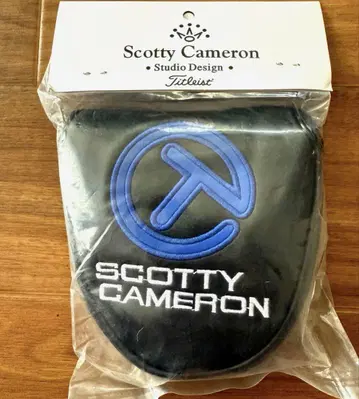 Scotty Cameron
• Studio Design •
Titleist
SCOTTY
CAMERON